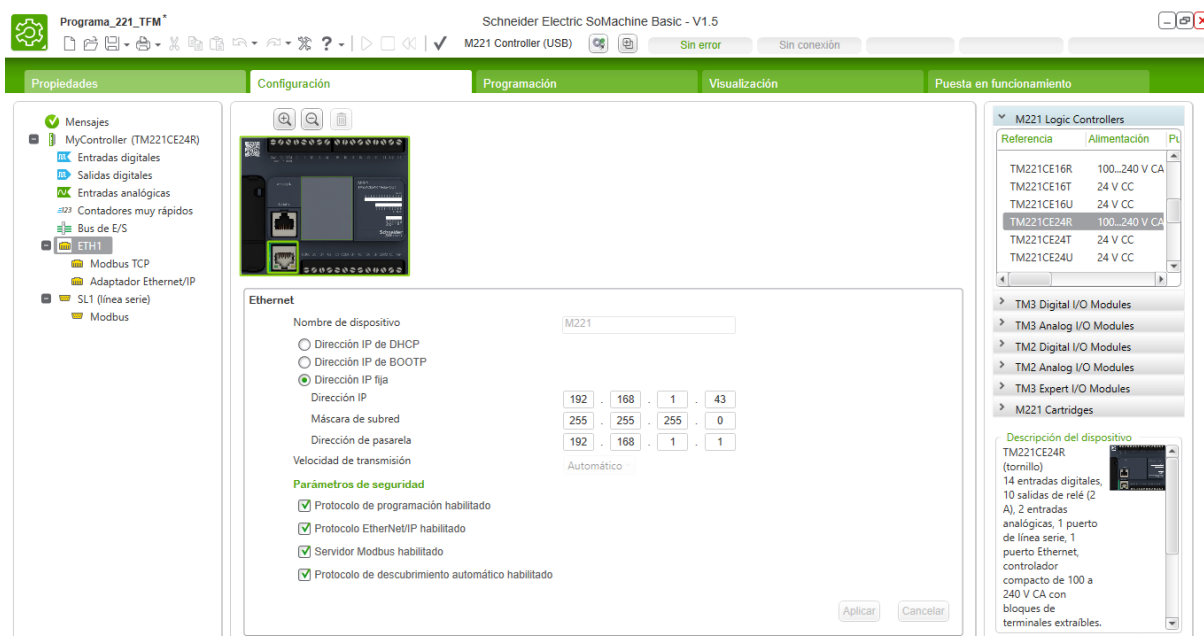 Programa_221_TFM*
Schneider Electric SoMachine Basic - V1.5
M221 Controller (USB)
Sin error
Sin conexión
Propiedades
Configuración
Programación
Visualización
Puesta en funcionamiento
Mensajes
MyController (TM221CE24R)
Entradas digitales
Salidas digitales
Entradas analógicas
Contadores muy rápidos
Bus de E/S
ETH1
Modbus TCP
Adaptador Ethernet/IP
SL1 (línea serie)
Modbus
Ethernet
Nombre de dispositivo M221
Dirección IP de DHCP
Dirección IP de BOOTP
Dirección IP fija
Dirección IP 192 . 168 . 1 . 43
Máscara de subred 255 . 255 . 255 . 0
Dirección de pasarela 192 . 168 . 1 . 1
Velocidad de transmisión Automático
Parámetros de seguridad
Protocolo de programación habilitado
Protocolo EtherNet/IP habilitado
Servidor Modbus habilitado
Protocolo de descubrimiento automático habilitado
Aplicar Cancelar
M221 Logic Controllers
Referencia Alimentación Pu
TM221CE16R 100...240 V CA
TM221CE16T 24 V CC
TM221CE16U 24 V CC
TM221CE24R 100...240 V CA
TM221CE24T 24 V CC
TM221CE24U 24 V CC
TM3 Digital I/O Modules
TM3 Analog I/O Modules
TM2 Digital I/O Modules
TM2 Analog I/O Modules
TM3 Expert I/O Modules
M221 Cartridges
Descripción del dispositivo
TM221CE24R
(tornillo)
14 entradas digitales,
10 salidas de relé (2
A), 2 entradas
analógicas, 1 puerto
de línea serie, 1
puerto Ethernet,
controlador
compacto de 100 a
240 V CA con
bloques de
terminales extraíbles.